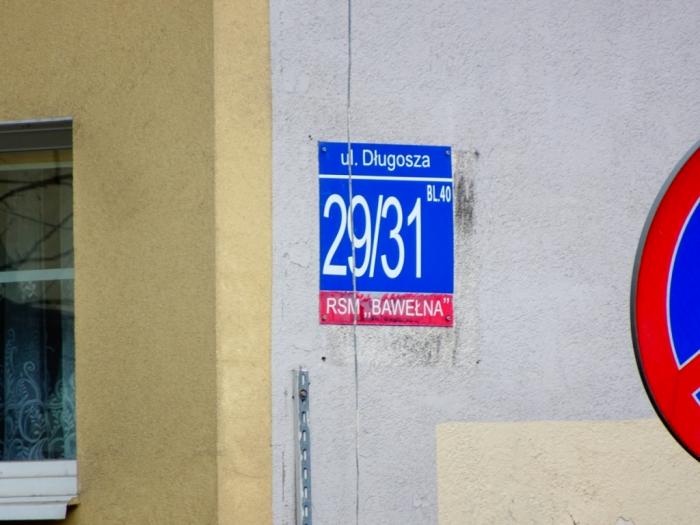 ul. Długosza
BL.40
29/31
RSM „BAWEŁNA”